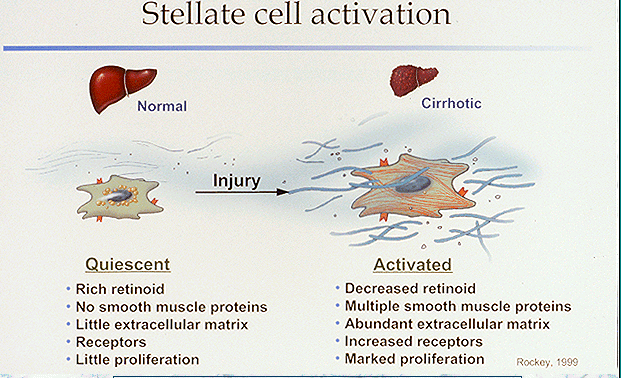 Stellate cell activation
Normal
Cirrhotic
Injury
Quiescent
• Rich retinoid
• No smooth muscle proteins
• Little extracellular matrix
• Receptors
• Little proliferation
Activated
• Decreased retinoid
• Multiple smooth muscle proteins
• Abundant extracellular matrix
• Increased receptors
• Marked proliferation
Rockey, 1999